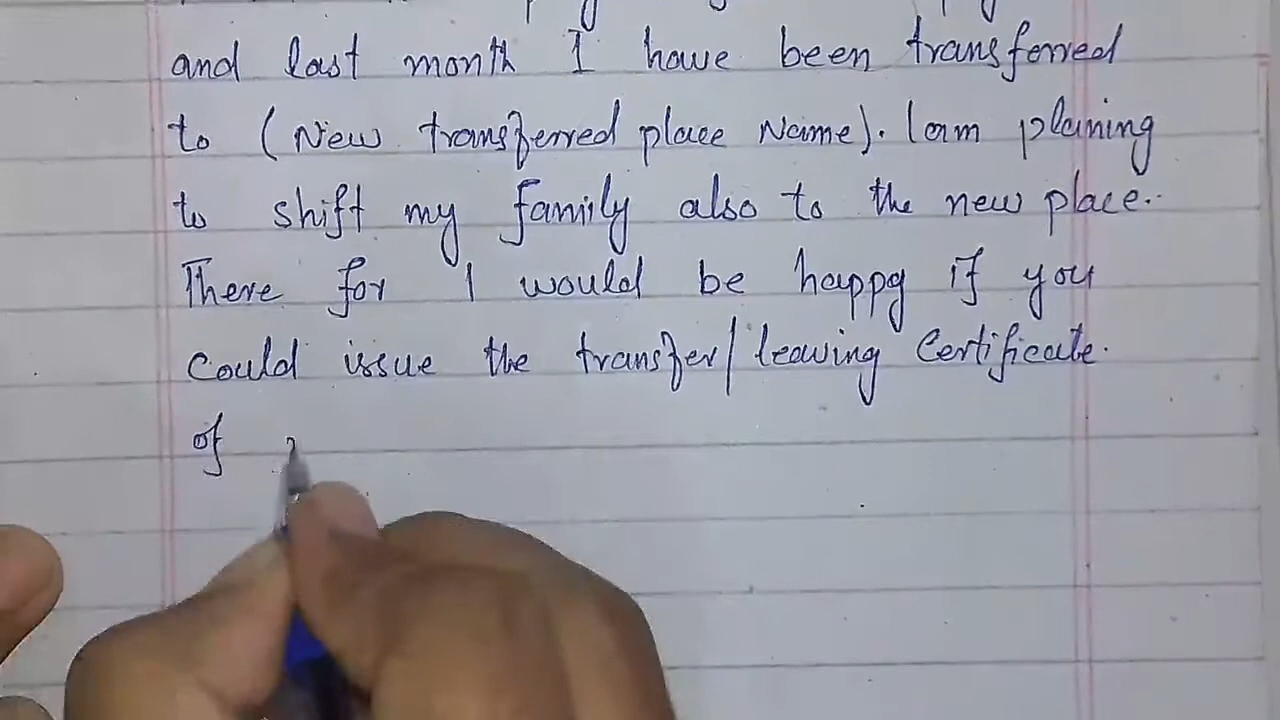 and last month I have been transferred
to (New transferred place Name). I am planing
to shift my family also to the new place..
There for I would be happy if you
could issue the transfer/leaving Certificate.
of